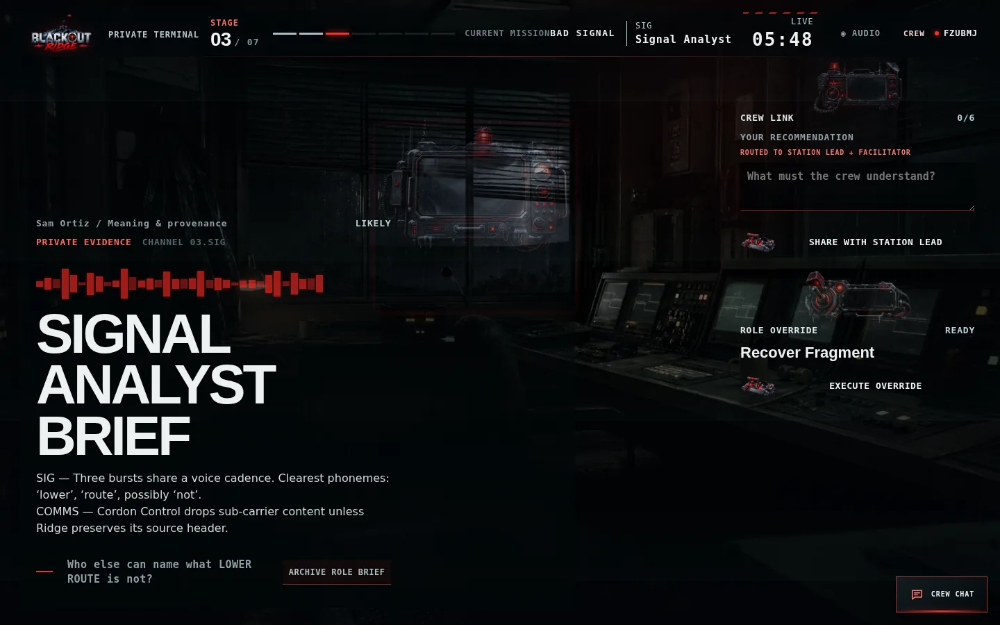 BLACKOUT
RIDGE
PRIVATE TERMINAL
STAGE
03 / 07
CURRENT MISSION
BAD SIGNAL
SIG
Signal Analyst
LIVE
05:48
AUDIO
CREW
FZUBMJ
Sam Ortiz / Meaning & provenance
LIKELY
PRIVATE EVIDENCE CHANNEL 03.SIG
SIGNAL
ANALYST
BRIEF
SIG — Three bursts share a voice cadence. Clearest phonemes:
‘lower’, ‘route’, possibly ‘not’.
COMMS — Cordon Control drops sub-carrier content unless
Ridge preserves its source header.
Who else can name what LOWER
ROUTE is not?
ARCHIVE ROLE BRIEF
CREW LINK
0/6
YOUR RECOMMENDATION
ROUTED TO STATION LEAD + FACILITATOR
What must the crew understand?
SHARE WITH STATION LEAD
ROLE OVERRIDE
READY
Recover Fragment
EXECUTE OVERRIDE
CREW CHAT